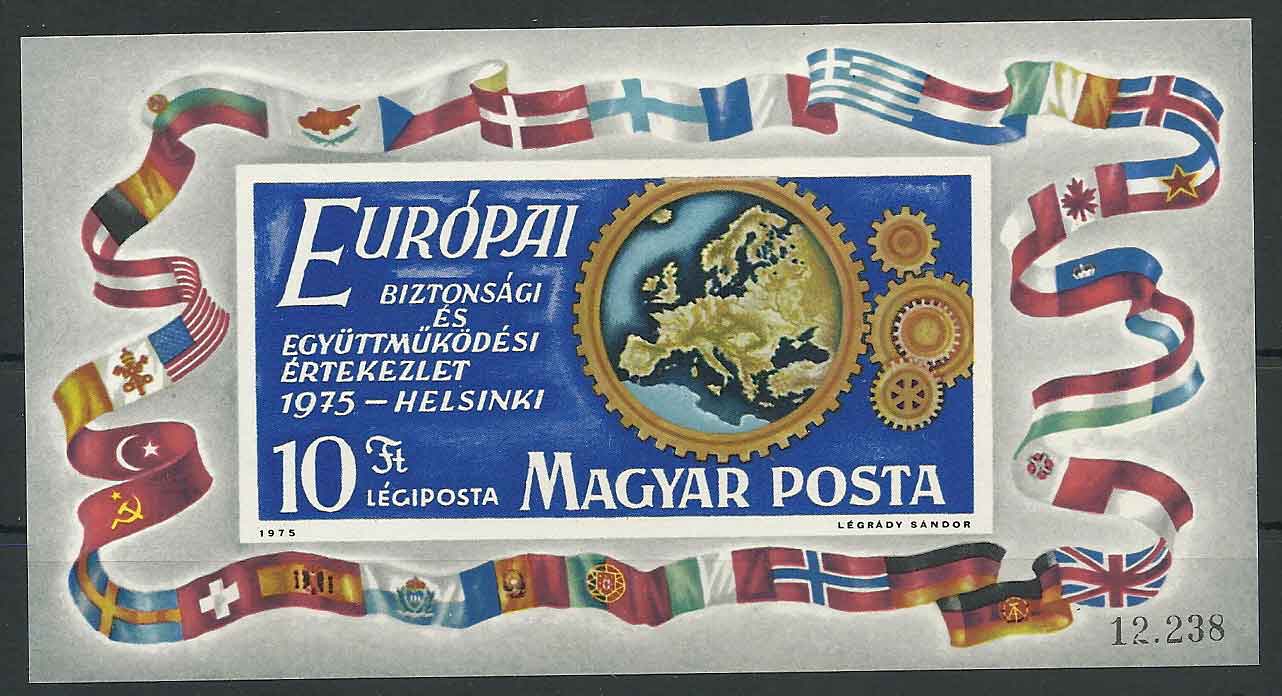 EURÓPAI
BIZTONSÁGI
ÉS
EGYÜTTMŰKÖDÉSI
ÉRTEKEZLET
1975 – HELSINKI
10 Ft
LÉGIPOSTA
MAGYAR POSTA
1975
LÉGRÁDY SÁNDOR
12.238